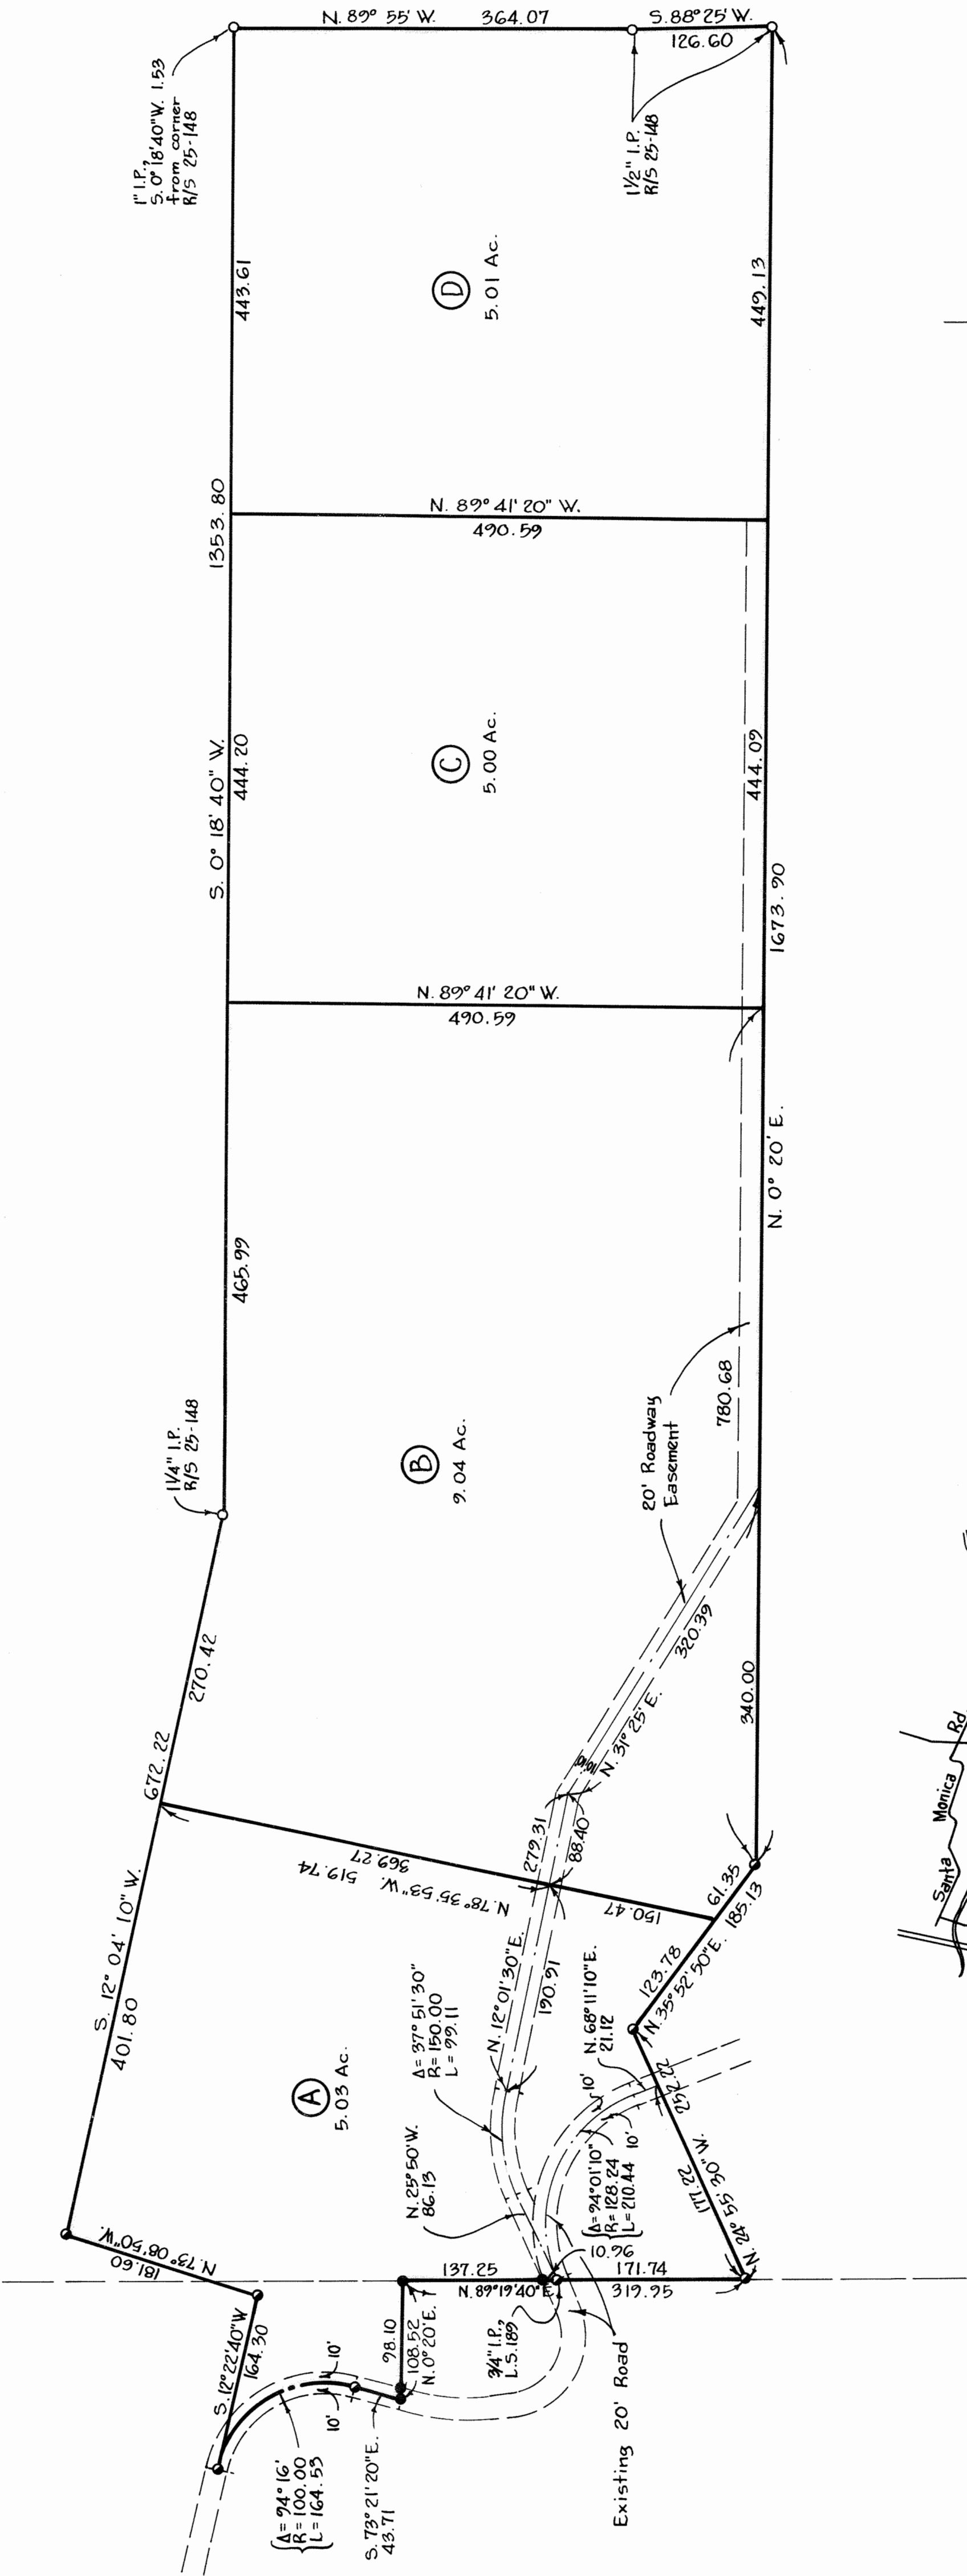 N. 89° 55' W. 364.07
S. 88° 25' W.
126.60
1" I.P.,
S. 0° 18' 40" W. 1.53
from corner
R/S 25-148
1½" I.P.
R/S 25-148
443.61
D
5.01 Ac.
449.13
1353.80
N. 89° 41' 20" W.
490.59
S. 0° 18' 40" W.
444.20
C
5.00 Ac.
444.09
1673.90
N. 89° 41' 20" W.
490.59
N. 0° 20' E.
465.99
1¼" I.P.
R/S 25-148
B
9.04 Ac.
780.68
20' Roadway
Easement
320.39
N. 31° 25' E.
10' 10'
340.00
270.42
672.22
S. 12° 04' 10" W.
401.80
369.27
N. 78° 35' 53" W. 519.74
150.47
279.31
88.40
61.35
N. 35° 52' 50" E. 185.13
123.78
N. 12° 01' 30" E.
190.91
Δ = 37° 51' 30"
R = 150.00
L = 99.11
A
5.03 Ac.
N. 68° 11' 10" E.
21.12
10'
Δ = 94° 01' 10"
R = 128.24
L = 210.44
10'
252.22
N. 24° 55' 30" W.
177.22
N. 25° 50' W.
86.13
N. 73° 08' 50" W.
181.60
137.25
10.96
171.74
N. 89° 19' 40" E.
319.95
3/4" I.P.,
L.S. 189
98.10
108.52
N. 0° 20' E.
S. 12° 22' 40" W
164.30
10'
10'
Δ = 94° 16'
R = 100.00
L = 164.53
S. 73° 21' 20" E.
43.71
Existing 20' Road
Santa Monica Rd.